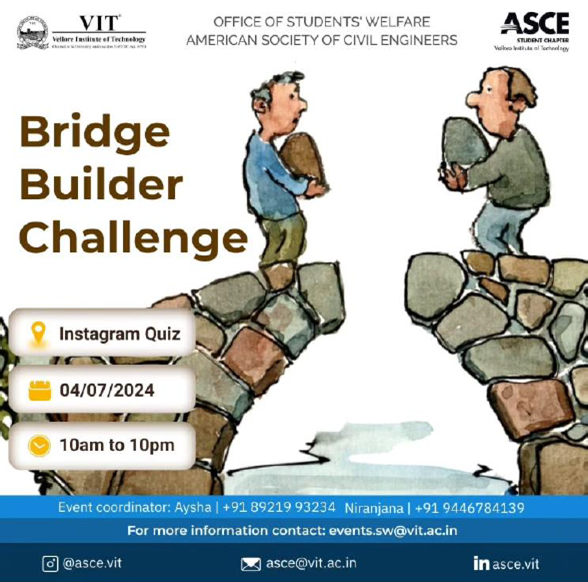 VIT
Vellore Institute of Technology
OFFICE OF STUDENTS' WELFARE
AMERICAN SOCIETY OF CIVIL ENGINEERS
ASCE
STUDENT CHAPTER
Vellore Institute of Technology
Bridge
Builder
Challenge
Instagram Quiz
04/07/2024
10am to 10pm
Event coordinator: Aysha | +91 89219 93234 Niranjana | +91 9446784139
For more information contact: events.sw@vit.ac.in
@asce.vit asce@vit.ac.in in asce.vit